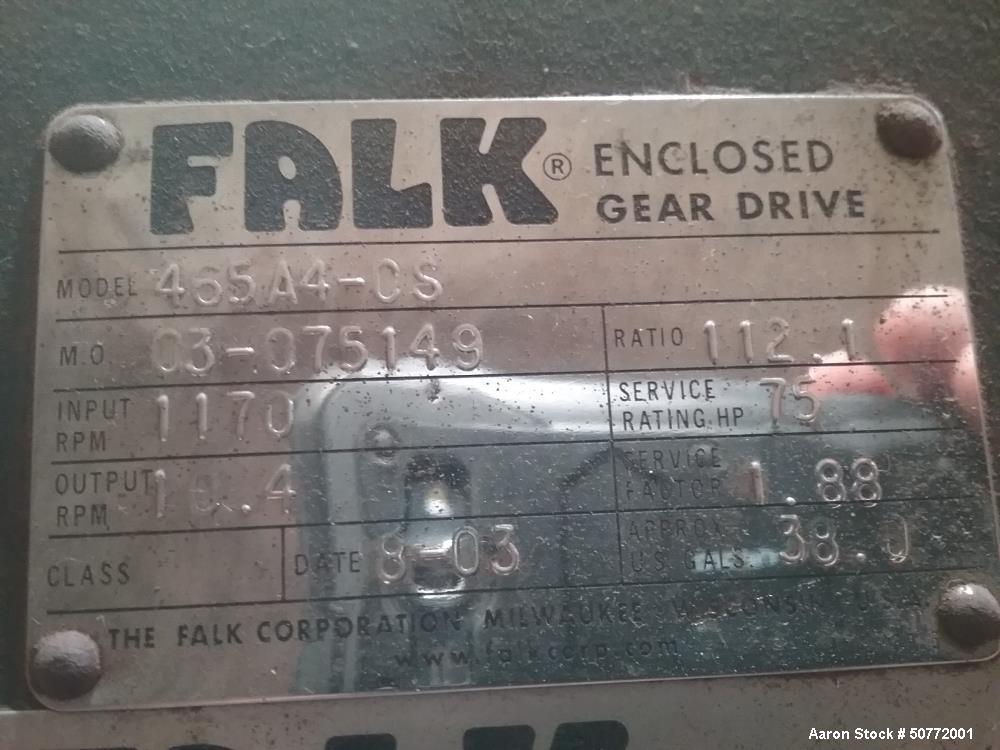 FALK® ENCLOSED
GEAR DRIVE
MODEL 465A4-CS
M.O. 03-075149 RATIO 112.1
INPUT RPM 1170 SERVICE RATING HP 75
OUTPUT RPM 10.4 SERVICE FACTOR 1.88
CLASS DATE 8-03 APPROX. U.S. GALS. 38.0
THE FALK CORPORATION MILWAUKEE WISCONSIN U.S.A.
www.falkcorp.com
Aaron Stock # 50772001